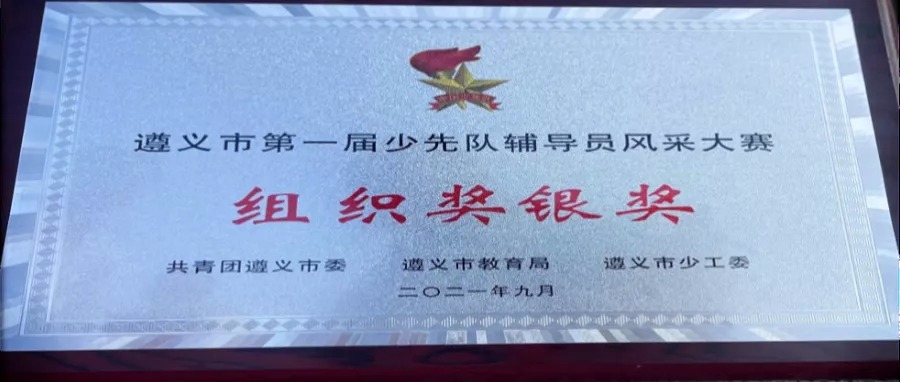 遵义市第一届少先队辅导员风采大赛
组织奖银奖
共青团遵义市委 遵义市教育局 遵义市少工委
二〇二一年九月